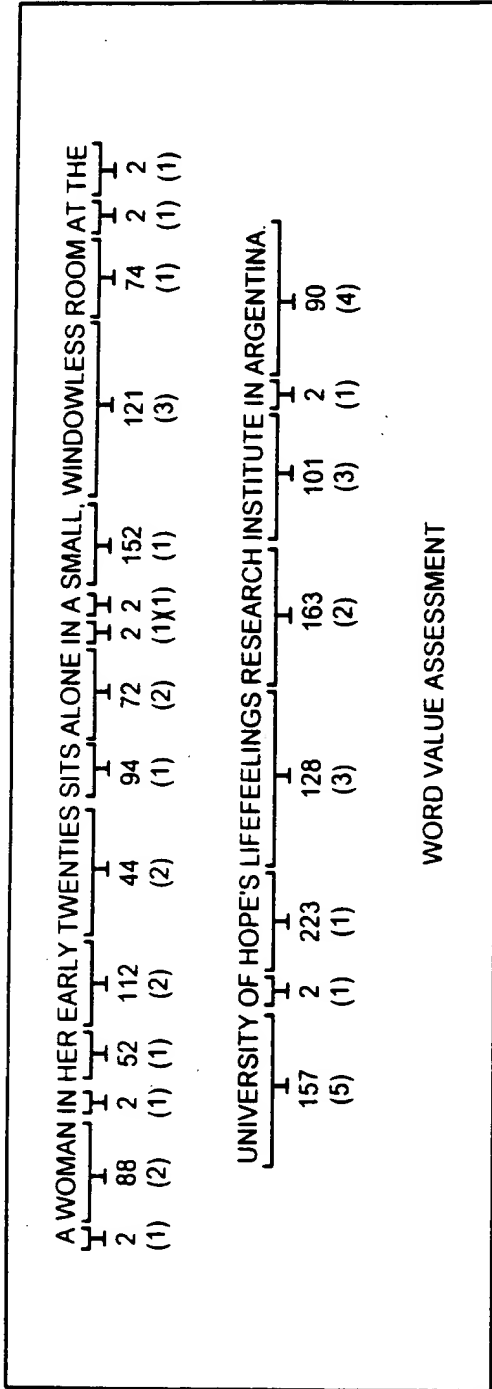 A WOMAN IN HER EARLY TWENTIES SITS ALONE IN A SMALL, WINDOWLESS ROOM AT THE
2 88 2 52 112 44 94 72 2 2 152 121 74 2 2
(1) (2) (1) (1) (2) (2) (1) (2) (1)(1) (1) (3) (1) (1) (1)
UNIVERSITY OF HOPE'S LIFEFEELINGS RESEARCH INSTITUTE IN ARGENTINA.
157 2 223 128 163 101 2 90
(5) (1) (1) (3) (2) (3) (1) (4)
WORD VALUE ASSESSMENT